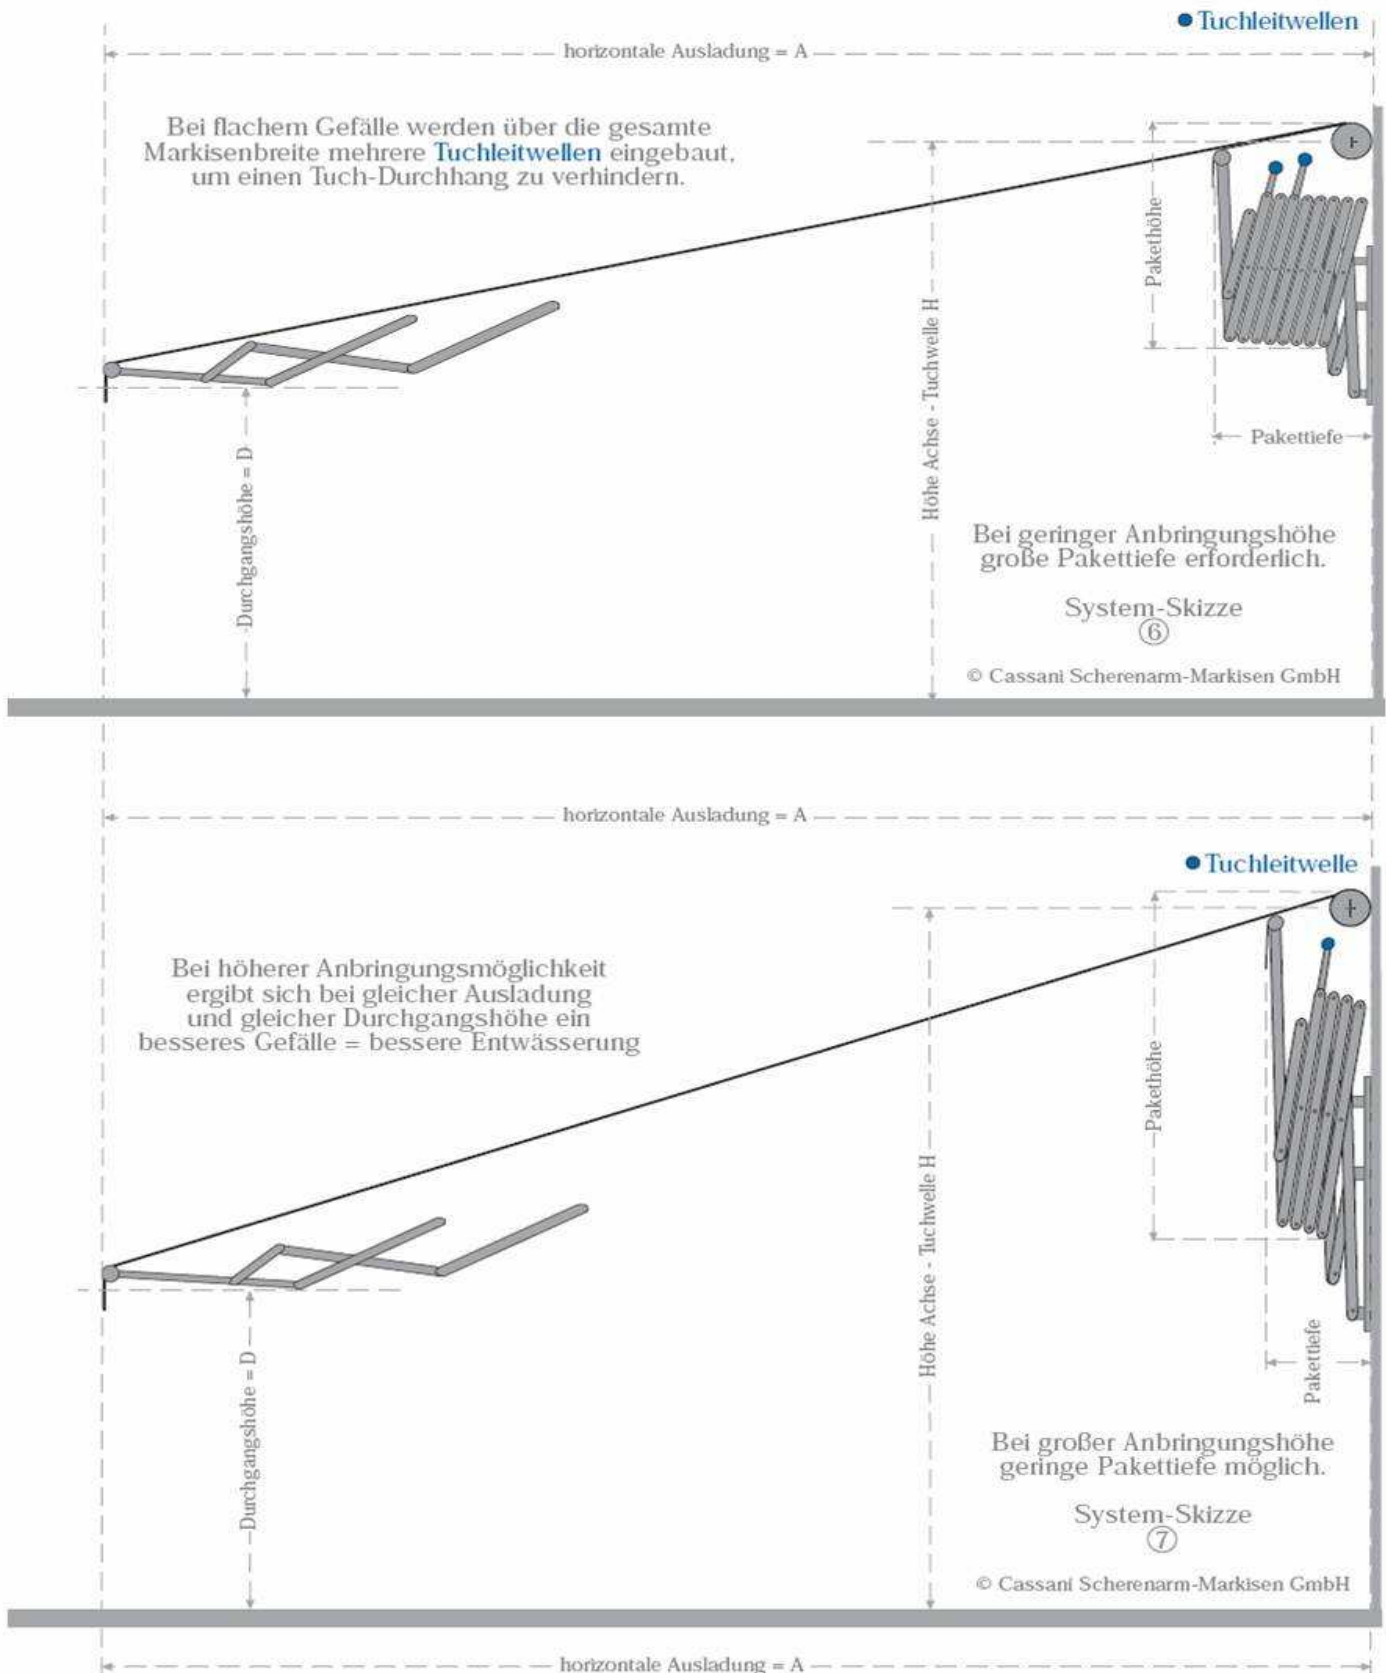 Tuchleitwellen
horizontale Ausladung = A
Bei flachem Gefälle werden über die gesamte
Markisenbreite mehrere Tuchleitwellen eingebaut,
um einen Tuch-Durchhang zu verhindern.
Pakethöhe
Höhe Achse - Tuchwelle H
Pakettiefe
Durchgangshöhe = D
Bei geringer Anbringungshöhe
große Pakettiefe erforderlich.
System-Skizze
6
© Cassani Scherenarm-Markisen GmbH
horizontale Ausladung = A
Tuchleitwelle
Bei höherer Anbringungsmöglichkeit
ergibt sich bei gleicher Ausladung
und gleicher Durchgangshöhe ein
besseres Gefälle = bessere Entwässerung
Pakethöhe
Höhe Achse - Tuchwelle H
Pakettiefe
Durchgangshöhe = D
Bei großer Anbringungshöhe
geringe Pakettiefe möglich.
System-Skizze
7
© Cassani Scherenarm-Markisen GmbH
horizontale Ausladung = A